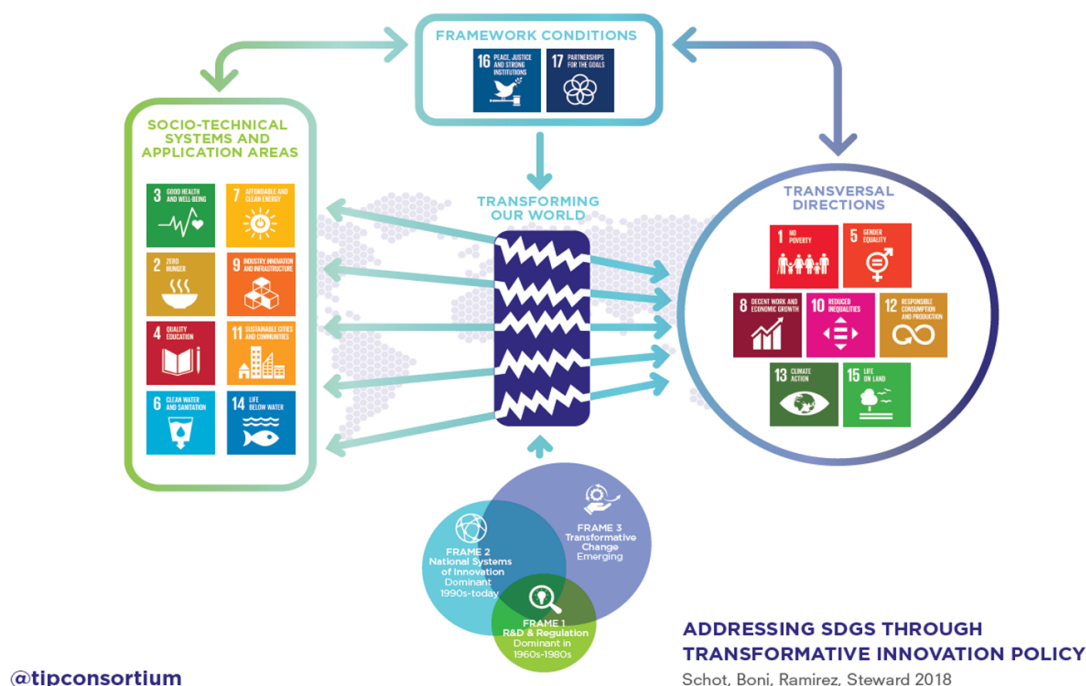 FRAMEWORK CONDITIONS
16 PEACE, JUSTICE
AND STRONG
INSTITUTIONS
17 PARTNERSHIPS
FOR THE GOALS
SOCIO-TECHNICAL
SYSTEMS AND
APPLICATION AREAS
3 GOOD HEALTH
AND WELL-BEING
7 AFFORDABLE AND
CLEAN ENERGY
2 ZERO
HUNGER
9 INDUSTRY, INNOVATION
AND INFRASTRUCTURE
4 QUALITY
EDUCATION
11 SUSTAINABLE CITIES
AND COMMUNITIES
6 CLEAN WATER
AND SANITATION
14 LIFE
BELOW WATER
TRANSFORMING
OUR WORLD
TRANSVERSAL
DIRECTIONS
1 NO
POVERTY
5 GENDER
EQUALITY
8 DECENT WORK AND
ECONOMIC GROWTH
10 REDUCED
INEQUALITIES
12 RESPONSIBLE
CONSUMPTION
AND PRODUCTION
13 CLIMATE
ACTION
15 LIFE
ON LAND
FRAME 3
Transformative
Change
Emerging
FRAME 2
National Systems
of Innovation
Dominant
1990s-today
FRAME 1
R&D & Regulation
Dominant in
1960s-1980s
ADDRESSING SDGS THROUGH
TRANSFORMATIVE INNOVATION POLICY
Schot, Boni, Ramirez, Steward 2018
@tipconsortium